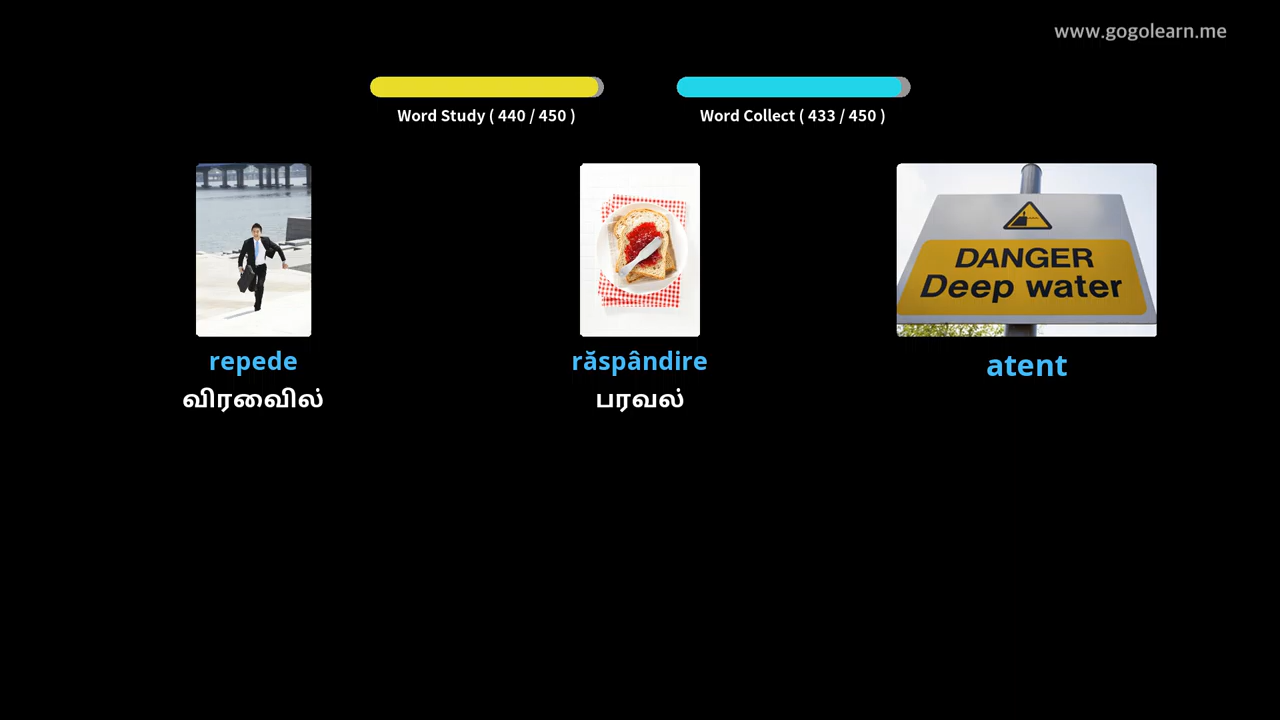 www.gogolearn.me
Word Study ( 440 / 450 )
Word Collect ( 433 / 450 )
DANGER
Deep water
repede
விரைவில்
răspândire
பரவல்
atent